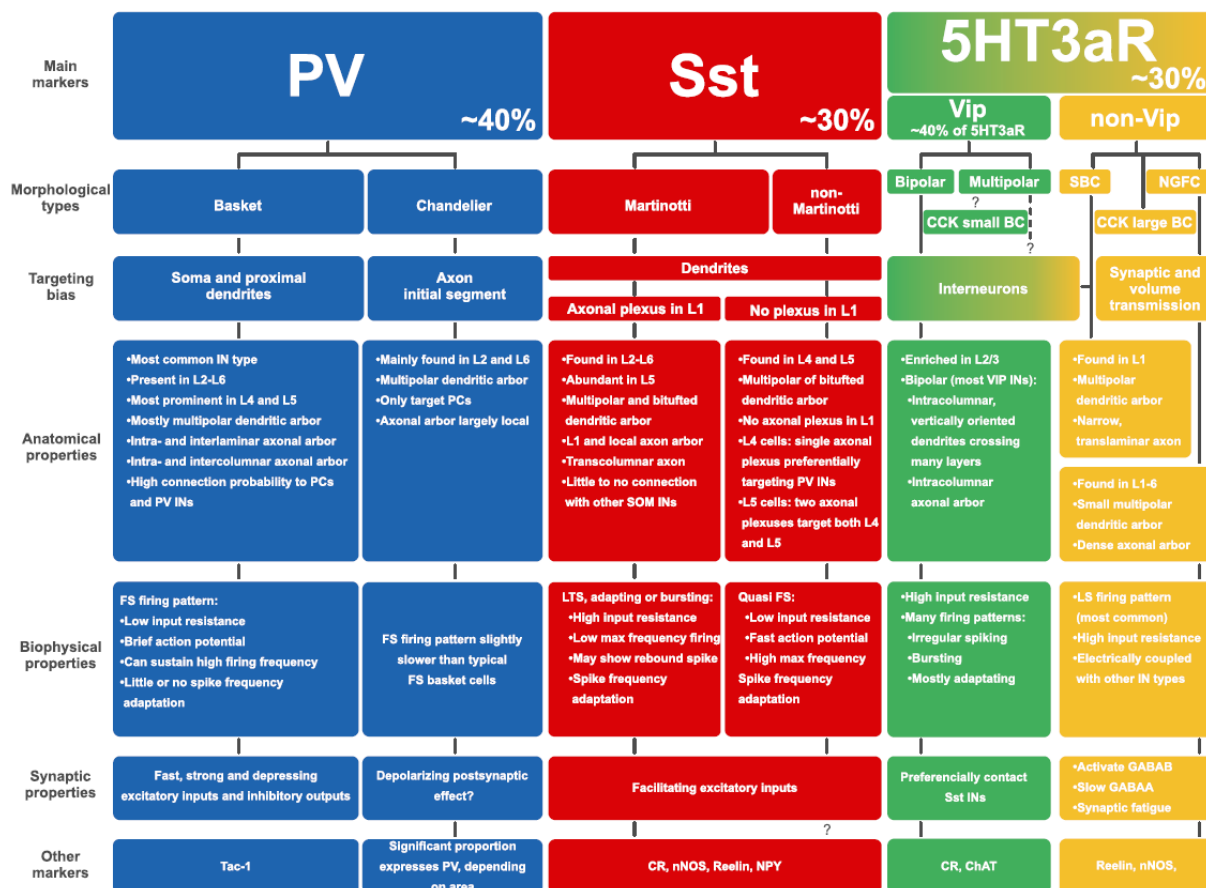 Main
markers
PV
~40%
Sst
~30%
5HT3aR
~30%
Vip
~40% of 5HT3aR
non-Vip
Morphological
types
Basket
Chandelier
Martinotti
non-
Martinotti
Bipolar
Multipolar
?
CCK small BC
?
SBC
NGFC
CCK large BC
Targeting
bias
Soma and proximal
dendrites
Axon
initial segment
Dendrites
Axonal plexus in L1
No plexus in L1
Interneurons
Synaptic and
volume
transmission
Anatomical
properties
•Most common IN type
•Present in L2-L6
•Most prominent in L4 and L5
•Mostly multipolar dendritic arbor
•Intra- and interlaminar axonal arbor
•Intra- and intercolumnar axonal arbor
•High connection probability to PCs
and PV INs
•Mainly found in L2 and L6
•Multipolar dendritic arbor
•Only target PCs
•Axonal arbor largely local
•Found in L2-L6
•Abundant in L5
•Multipolar and bitufted
dendritic arbor
•L1 and local axon arbor
•Transcolumnar axon
•Little to no connection
with other SOM INs
•Found in L4 and L5
•Multipolar of bitufted
dendritic arbor
•No axonal plexus in L1
•L4 cells: single axonal
plexus preferentially
targeting PV INs
•L5 cells: two axonal
plexuses target both L4
and L5
•Enriched in L2/3
•Bipolar (most VIP INs):
•Intracolumnar,
vertically oriented
dendrites crossing
many layers
•Intracolumnar
axonal arbor
•Found in L1
•Multipolar
dendritic arbor
•Narrow,
translaminar axon
•Found in L1-6
•Small multipolar
dendritic arbor
•Dense axonal arbor
Biophysical
properties
FS firing pattern:
•Low input resistance
•Brief action potential
•Can sustain high firing frequency
•Little or no spike frequency
adaptation
FS firing pattern slightly
slower than typical
FS basket cells
LTS, adapting or bursting:
•High input resistance
•Low max frequency firing
•May show rebound spike
•Spike frequency
adaptation
Quasi FS:
•Low input resistance
•Fast action potential
•High max frequency
Spike frequency
adaptation
•High input resistance
•Many firing patterns:
•Irregular spiking
•Bursting
•Mostly adaptating
•LS firing pattern
(most common)
•High input resistance
•Electrically coupled
with other IN types
Synaptic
properties
Fast, strong and depressing
excitatory inputs and inhibitory outputs
Depolarizing postsynaptic
effect?
Facilitating excitatory inputs
Preferencially contact
Sst INs
•Activate GABAB
•Slow GABAA
•Synaptic fatigue
Other
markers
Tac-1
Significant proportion
expresses PV, depending
on area
?
CR, nNOS, Reelin, NPY
CR, ChAT
Reelin, nNOS,